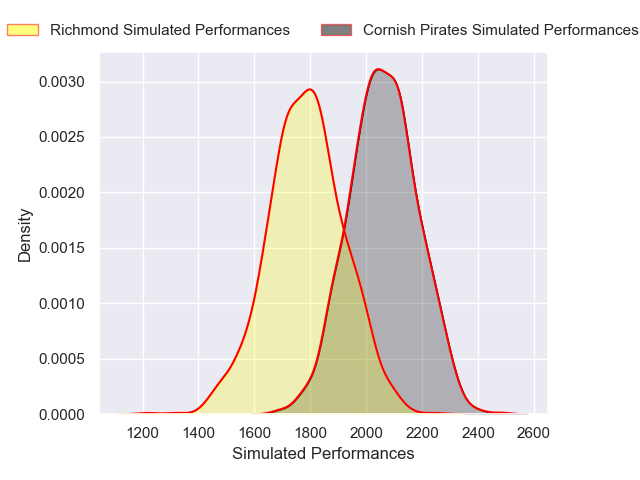 Richmond Simulated Performances
Cornish Pirates Simulated Performances
0.0030
0.0025
0.0020
0.0015
0.0010
0.0005
0.0000
Density
1200 1400 1600 1800 2000 2200 2400 2600
Simulated Performances